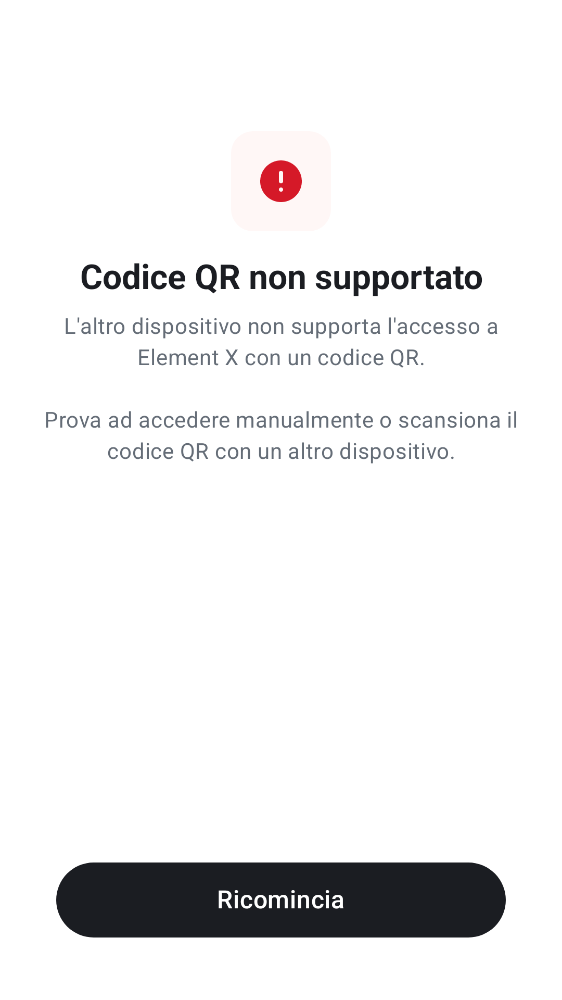 Codice QR non supportato
L'altro dispositivo non supporta l'accesso a
Element X con un codice QR.
Prova ad accedere manualmente o scansiona il
codice QR con un altro dispositivo.
Ricomincia